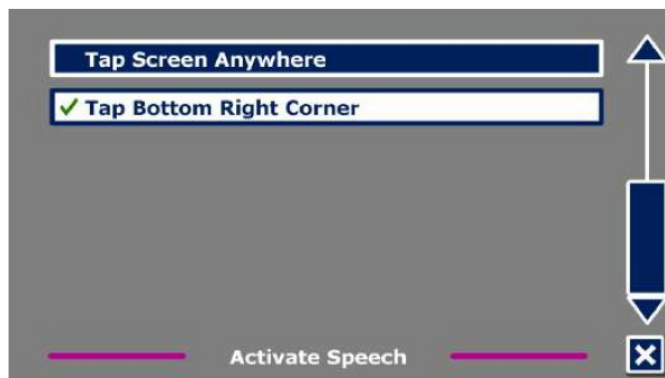 Tap Screen Anywhere
Tap Bottom Right Corner
Activate Speech